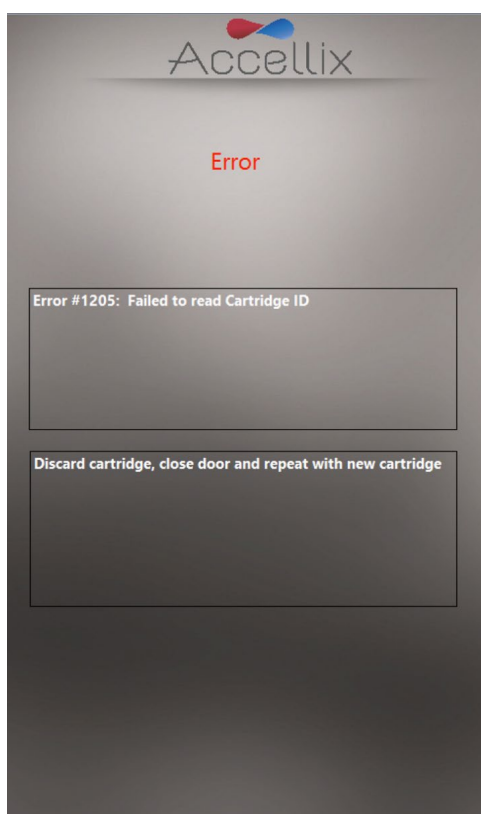 Accellix
Error
Error #1205: Failed to read Cartridge ID
Discard cartridge, close door and repeat with new cartridge